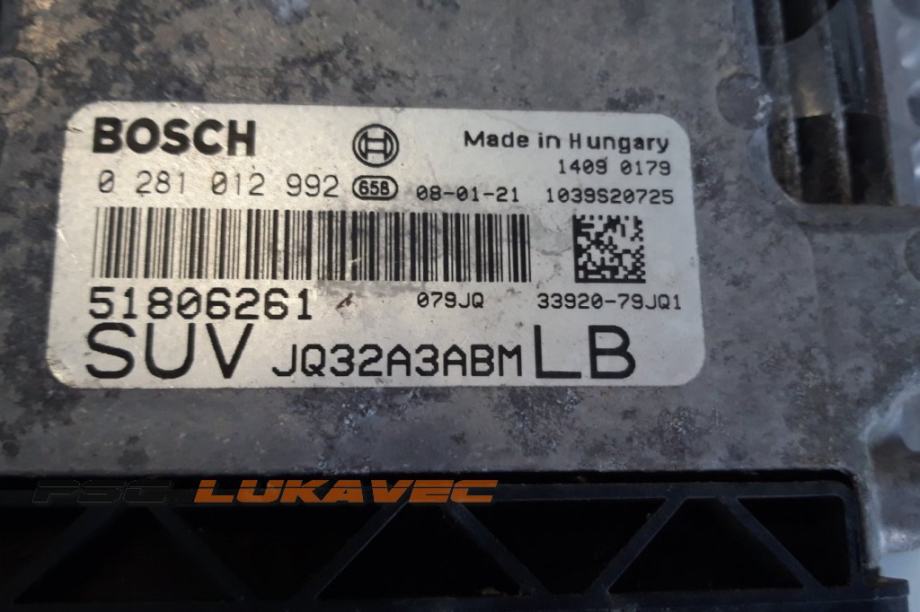 BOSCH
Made in Hungary
1409 0179
0 281 012 992 658 08-01-21 1039S20725
51806261 079JQ 33920-79JQ1
SUV JQ32A3ABM LB
PSC LUKAVEC